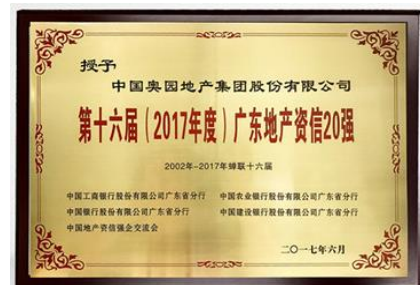 授予
中国奥园地产集团股份有限公司
第十六届（2017年度）广东地产资信20强
2002年-2017年蝉联十六届
中国工商银行股份有限公司广东省分行 中国农业银行股份有限公司广东省分行
中国银行股份有限公司广东省分行 中国建设银行股份有限公司广东省分行
中国地产资信强企交流会
二〇一七年六月